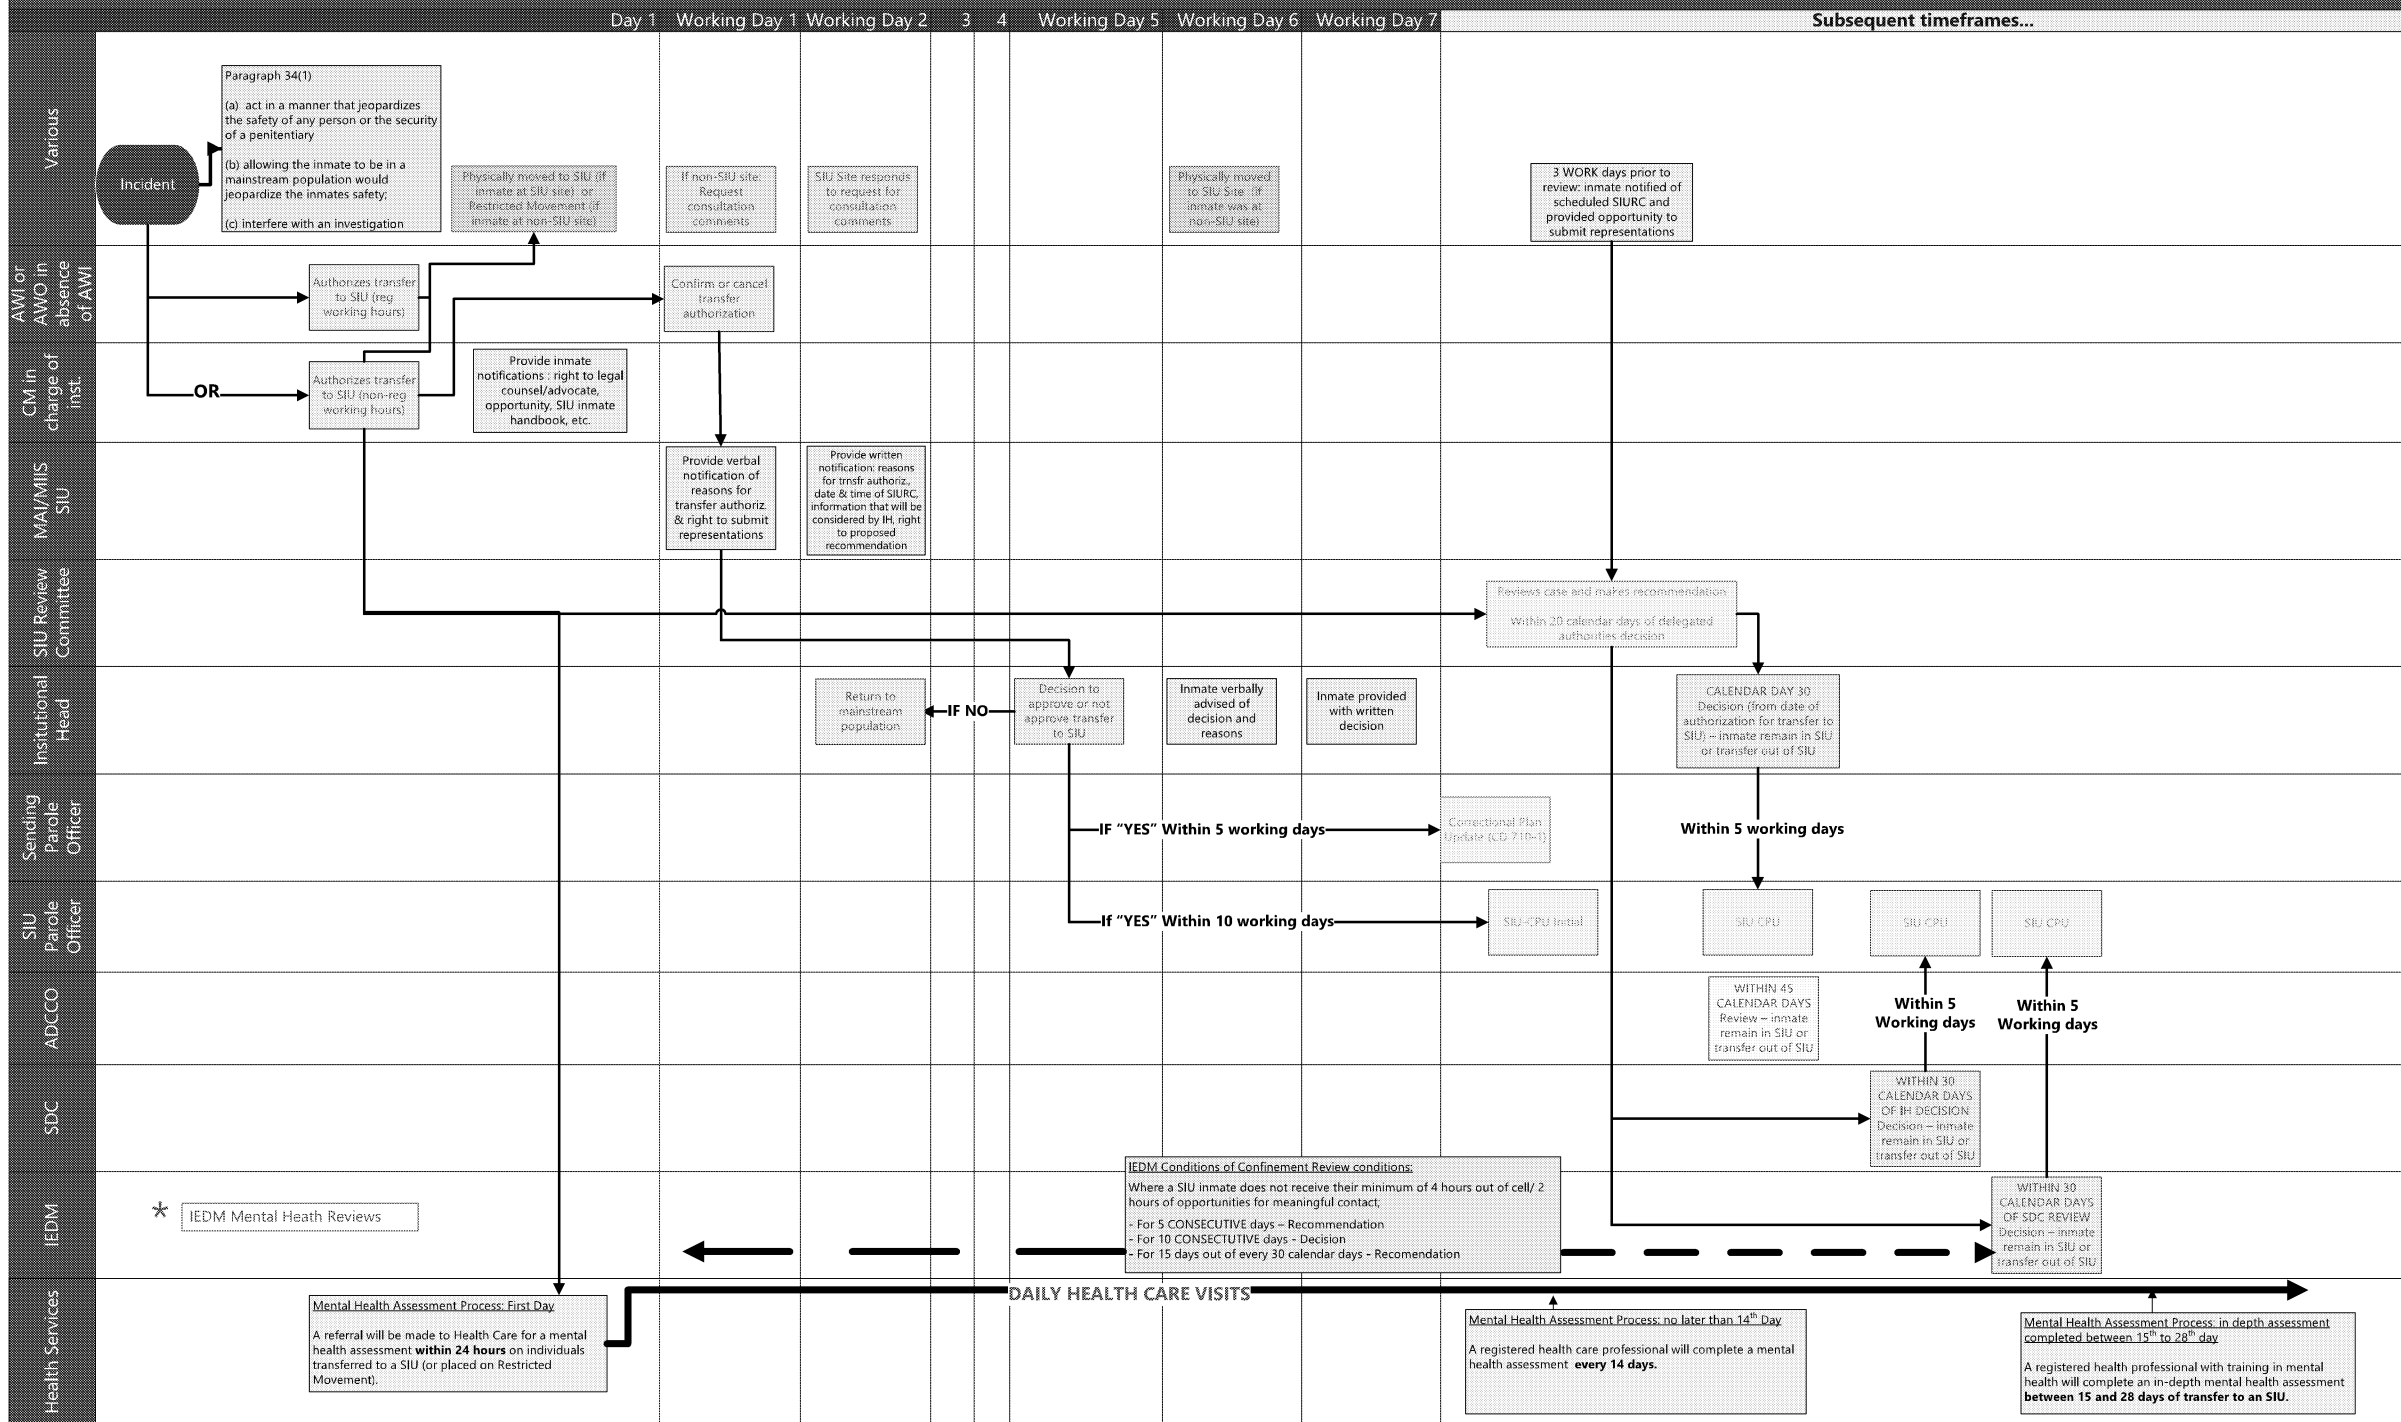 Day 1
Working Day 1
Working Day 2
3
4
Working Day 5
Working Day 6
Working Day 7
Subsequent timeframes...
Various
Incident
Paragraph 34(1)
(a)  act in a manner that jeopardizes
the safety of any person or the security
of a penitentiary
(b) allowing the inmate to be in a
mainstream population would
jeopardize the inmates safety;
(c) interfere with an investigation
Physically moved to SIU (if
inmate at SIU site)  or
Restricted Movement (if
inmate at non-SIU site)
If non-SIU site:
Request
consultation
comments
SIU Site responds
to request for
consultation
comments
Physically moved
to SIU Site  (if
inmate was at
non-SIU site)
3 WORK days prior to
review: inmate notified of
scheduled SIURC and
provided opportunity to
submit representations
AWI or
AWO in
absence
of AWI
Authorizes transfer
to SIU (reg
working hours)
Confirm or cancel
transfer
authorization
CM in
charge of
inst.
OR
Authorizes transfer
to SIU (non-reg
working hours)
Provide inmate
notifications : right to legal
counsel/advocate,
opportunity, SIU inmate
handbook, etc.
MAI/MIS
SIU
Provide verbal
notification of
reasons for
transfer authoriz.
& right to submit
representations
Provide written
notification: reasons
for trnsfr authoriz.,
date & time of SIURC,
information that will be
considered by IH, right
to proposed
recommendation
SIU Review
Committee
Reviews case and makes recommendation
Within 20 calendar days of delegated
authorities decision
Insitutional
Head
Return to
mainstream
population
IF NO
Decision to
approve or not
approve transfer
to SIU
Inmate verbally
advised of
decision and
reasons
Inmate provided
with written
decision
CALENDAR DAY 30
Decision (from date of
authorization for transfer to
SIU) – inmate remain in SIU
or transfer out of SIU
Sending
Parole
Officer
IF “YES” Within 5 working days
Correctional Plan
Update (CD 710-1)
Within 5 working days
SIU
Parole
Officer
If “YES” Within 10 working days
SIU-CPU Initial
SIU CPU
SIU CPU
SIU CPU
ADCCO
WITHIN 45
CALENDAR DAYS
Review – inmate
remain in SIU or
transfer out of SIU
Within 5
Working days
Within 5
Working days
SDC
WITHIN 30
CALENDAR DAYS
OF IH DECISION
Decision – inmate
remain in SIU or
transfer out of SIU
IEDM
* IEDM Mental Heath Reviews
IEDM Conditions of Confinement Review conditions:
Where a SIU inmate does not receive their minimum of 4 hours out of cell/ 2
hours of opportunities for meaningful contact,
- For 5 CONSECUTIVE days – Recommendation
- For 10 CONSECTUTIVE days - Decision
- For 15 days out of every 30 calendar days - Recomendation
WITHIN 30
CALENDAR DAYS
OF SDC REVIEW
Decision – inmate
remain in SIU or
transfer out of SIU
Health Services
DAILY HEALTH CARE VISITS
Mental Health Assessment Process: First Day
A referral will be made to Health Care for a mental
health assessment within 24 hours on individuals
transferred to a SIU (or placed on Restricted
Movement).
Mental Health Assessment Process: no later than 14th Day
A registered health care professional will complete a mental
health assessment  every 14 days.
Mental Health Assessment Process: in depth assessment
completed between 15th to 28th day
A registered health professional with training in mental
health will complete an in-depth mental health assessment
between 15 and 28 days of transfer to an SIU.